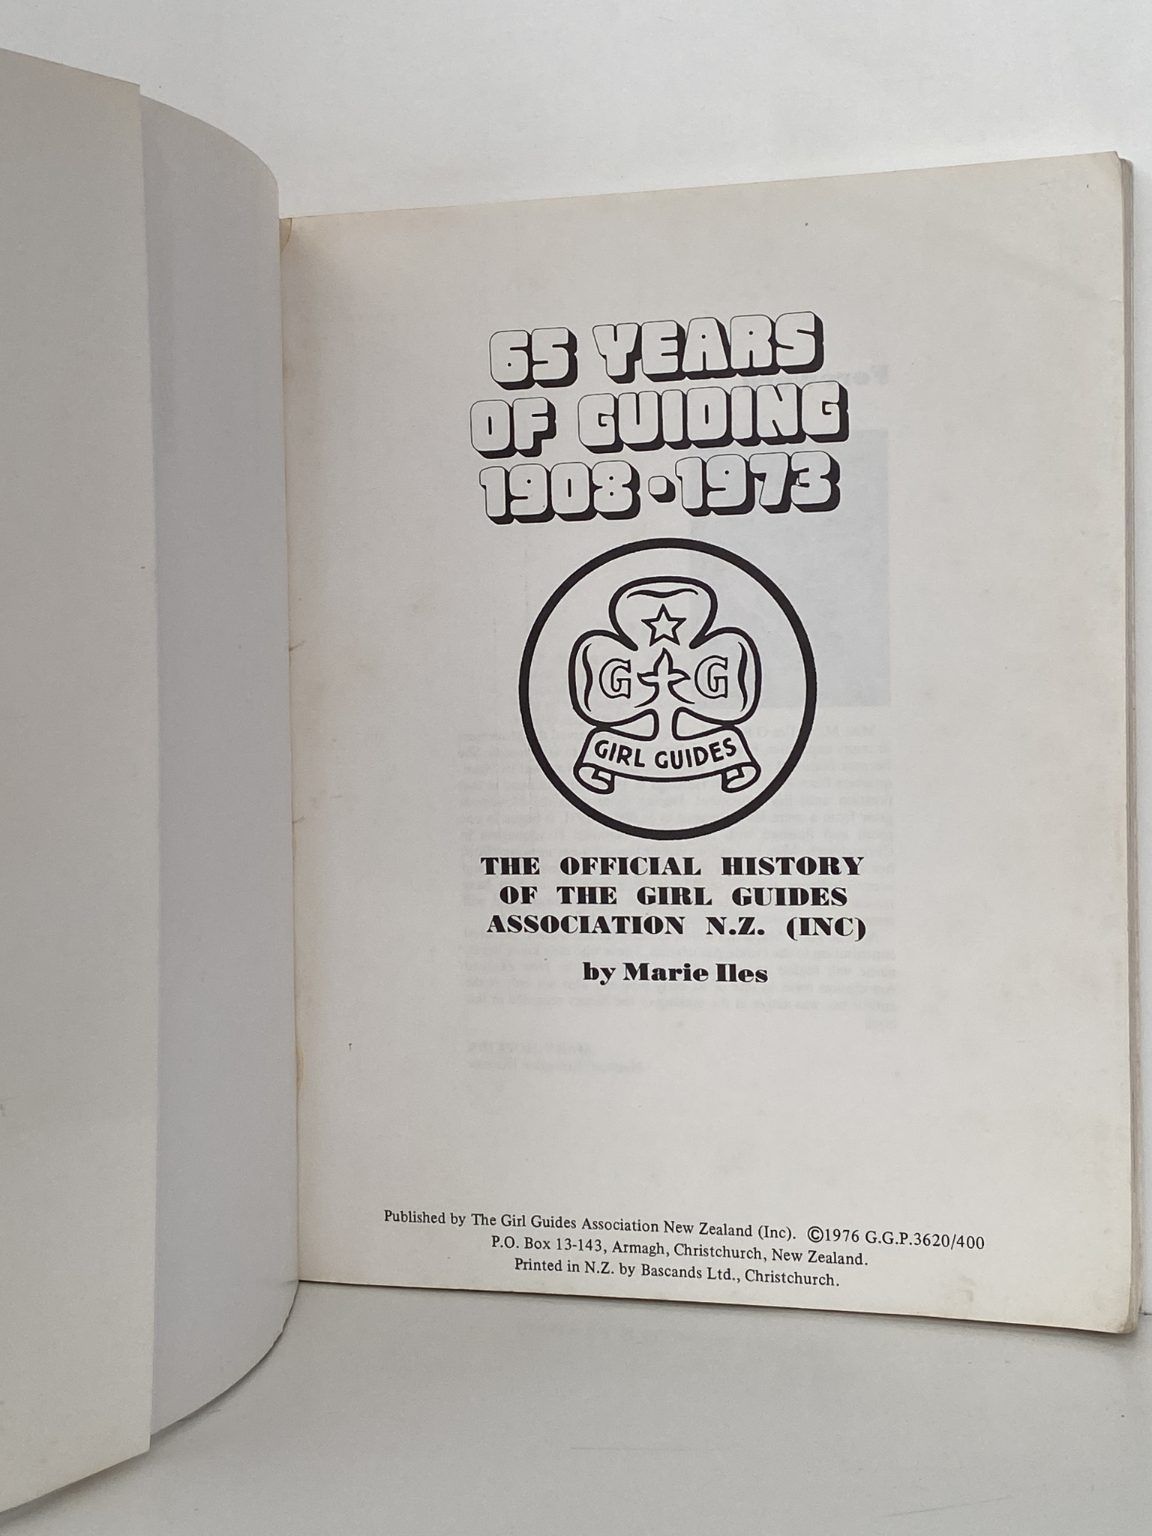 65 YEARS
OF GUIDING
1908 • 1973
G G
GIRL GUIDES
THE OFFICIAL HISTORY
OF THE GIRL GUIDES
ASSOCIATION N.Z. (INC)
by Marie Iles
Published by The Girl Guides Association New Zealand (Inc). ©1976 G.G.P.3620/400
P.O. Box 13-143, Armagh, Christchurch, New Zealand.
Printed in N.Z. by Bascands Ltd., Christchurch.